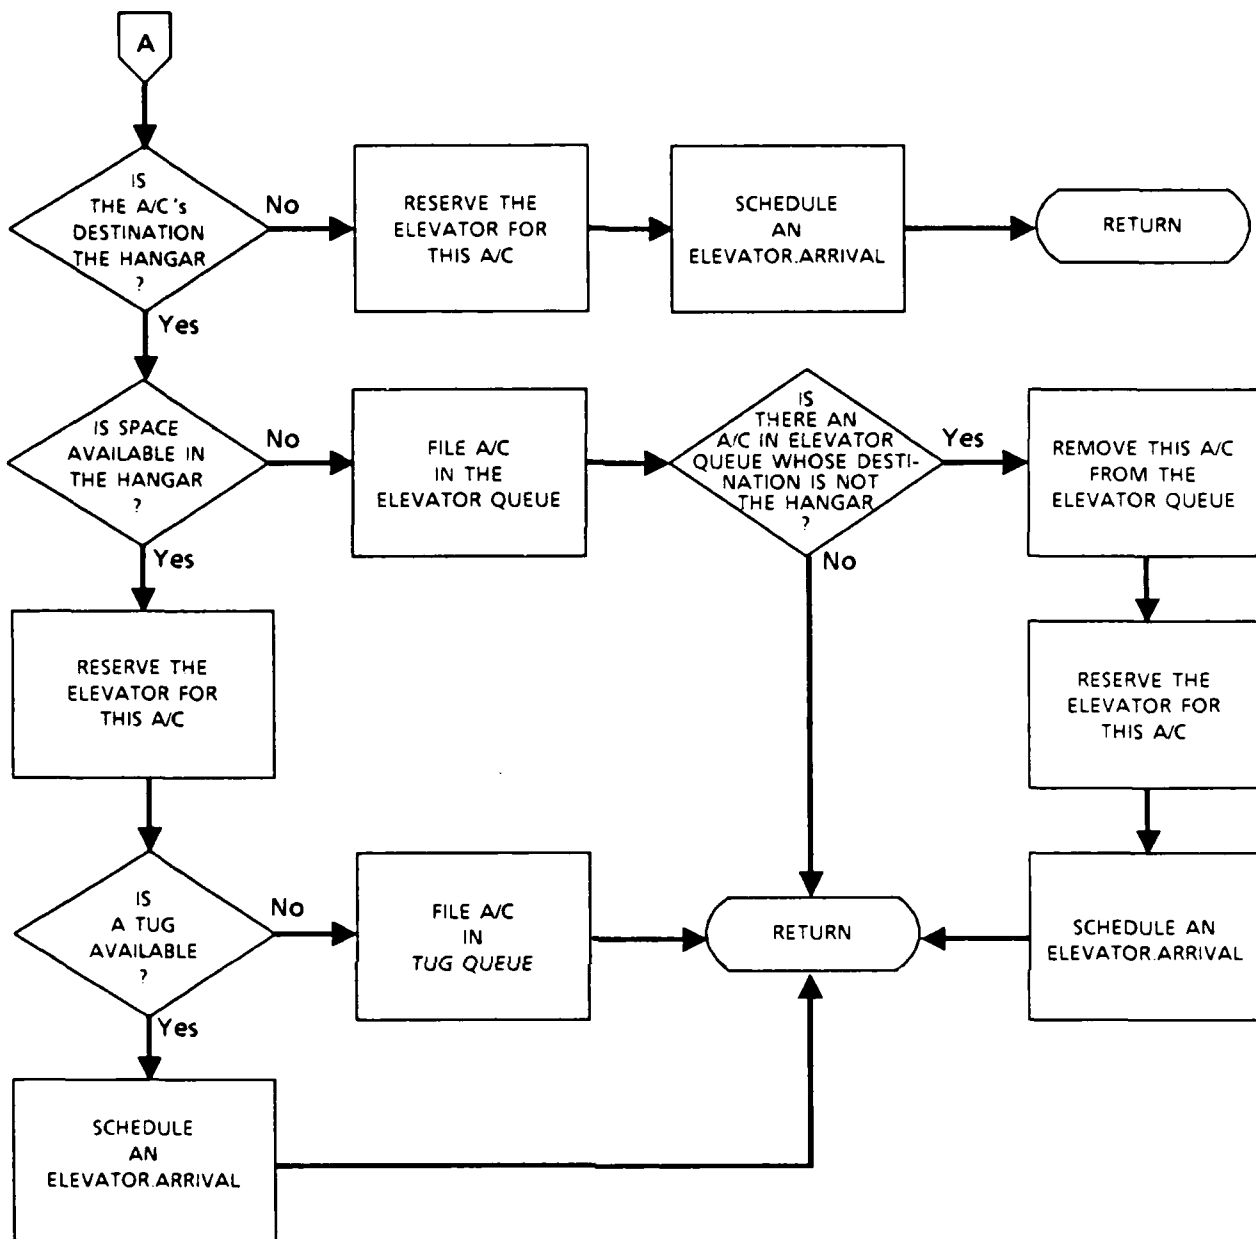 A
IS
THE A/C's
DESTINATION
THE HANGAR
?
No
RESERVE THE
ELEVATOR FOR
THIS A/C
SCHEDULE
AN
ELEVATOR.ARRIVAL
RETURN
Yes
IS SPACE
AVAILABLE IN
THE HANGAR
?
No
FILE A/C
IN THE
ELEVATOR QUEUE
IS
THERE AN
A/C IN ELEVATOR
QUEUE WHOSE DESTI-
NATION IS NOT
THE HANGAR
?
Yes
REMOVE THIS A/C
FROM THE
ELEVATOR QUEUE
Yes
No
RESERVE THE
ELEVATOR FOR
THIS A/C
RESERVE THE
ELEVATOR FOR
THIS A/C
IS
A TUG
AVAILABLE
?
No
FILE A/C
IN
TUG QUEUE
RETURN
SCHEDULE AN
ELEVATOR.ARRIVAL
Yes
SCHEDULE
AN
ELEVATOR.ARRIVAL